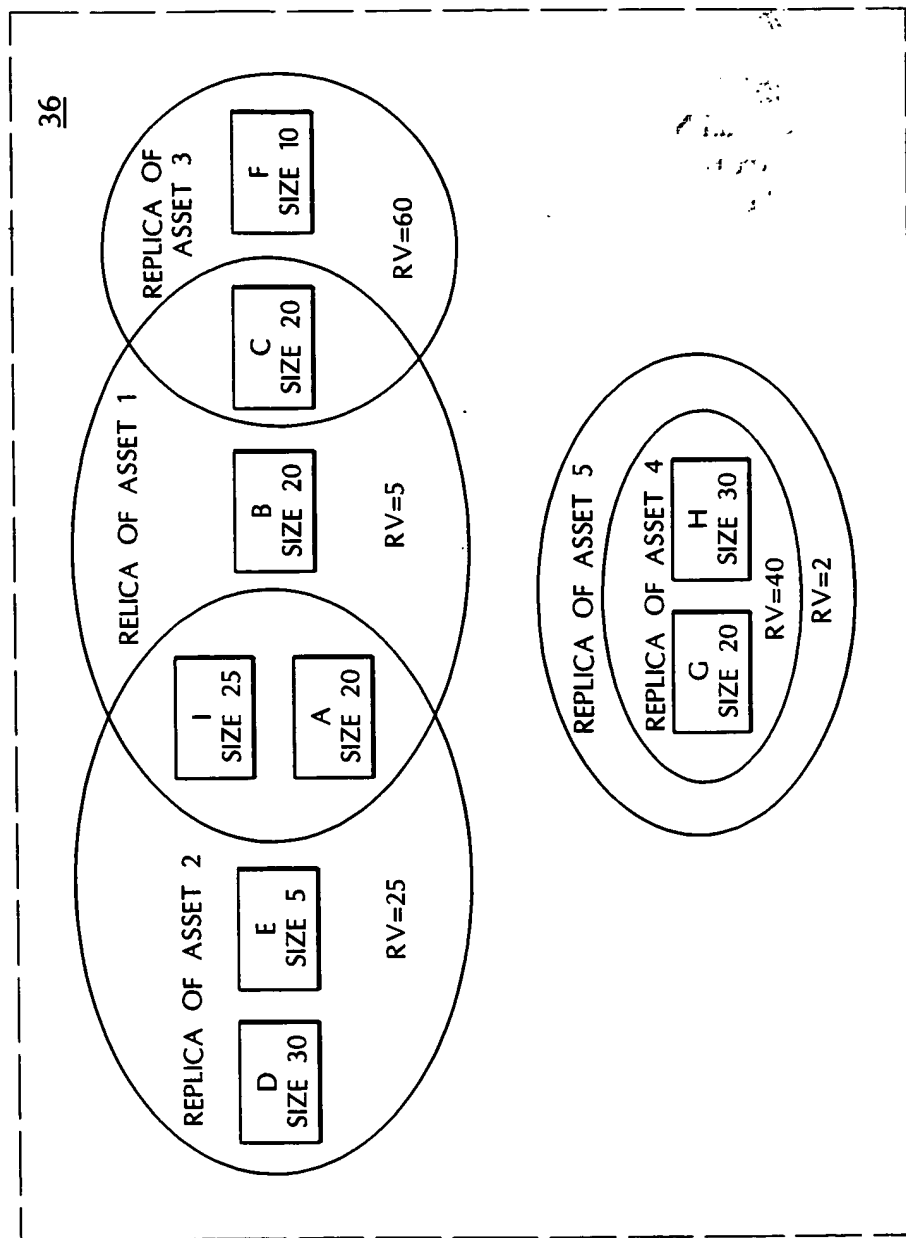 36
REPLICA OF ASSET 2
D
SIZE 30
E
SIZE 5
RV=25
I
SIZE 25
A
SIZE 20
RELICA OF ASSET 1
B
SIZE 20
RV=5
C
SIZE 20
REPLICA OF
ASSET 3
F
SIZE 10
RV=60
REPLICA OF ASSET 5
REPLICA OF ASSET 4
G
SIZE 20
H
SIZE 30
RV=40
RV=2